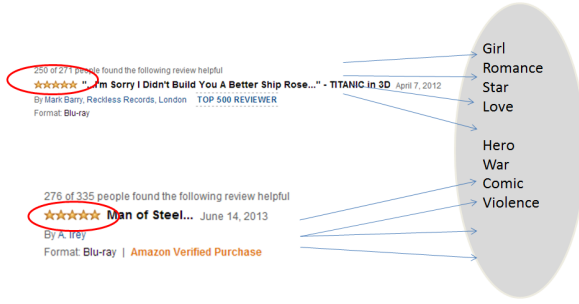 250 of 271 people found the following review helpful
"...I'm Sorry I Didn't Build You A Better Ship Rose..." - TITANIC in 3D April 7, 2012
By Mark Barry, Reckless Records, London TOP 500 REVIEWER
Format: Blu-ray
276 of 335 people found the following review helpful
Man of Steel... June 14, 2013
By A. Irey
Format: Blu-ray | Amazon Verified Purchase
Girl
Romance
Star
Love
Hero
War
Comic
Violence